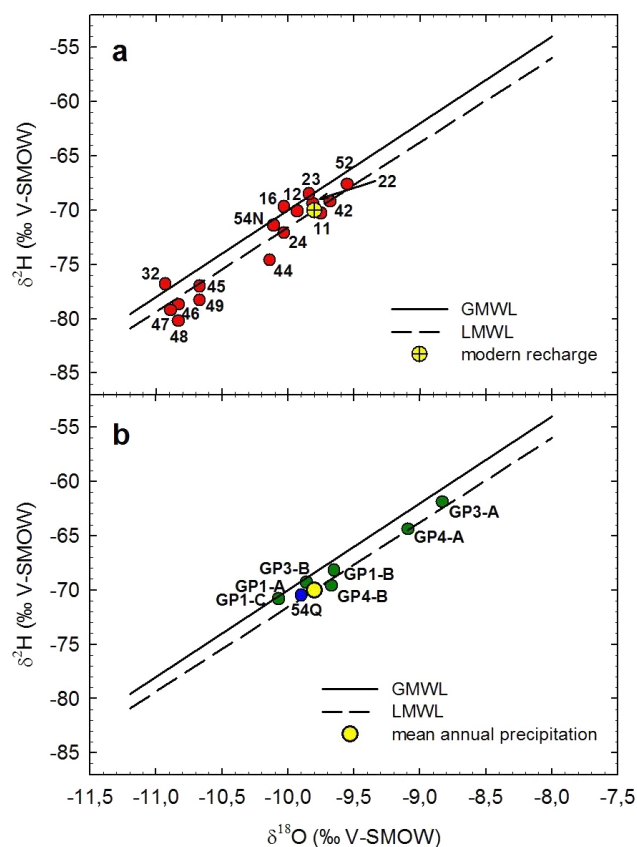 a
-55
-60
-65
-70
-75
-80
-85
δ²H (‰ V-SMOW)
52
23
22
16
12
42
54N
11
24
44
32
45
46
49
47
48
GMWL
LMWL
modern recharge
b
-55
-60
-65
-70
-75
-80
-85
δ²H (‰ V-SMOW)
GP3-A
GP4-A
GP3-B
GP1-B
GP1-A
GP4-B
GP1-C
54Q
GMWL
LMWL
mean annual precipitation
-11,5 -11,0 -10,5 -10,0 -9,5 -9,0 -8,5 -8,0 -7,5
δ¹⁸O (‰ V-SMOW)